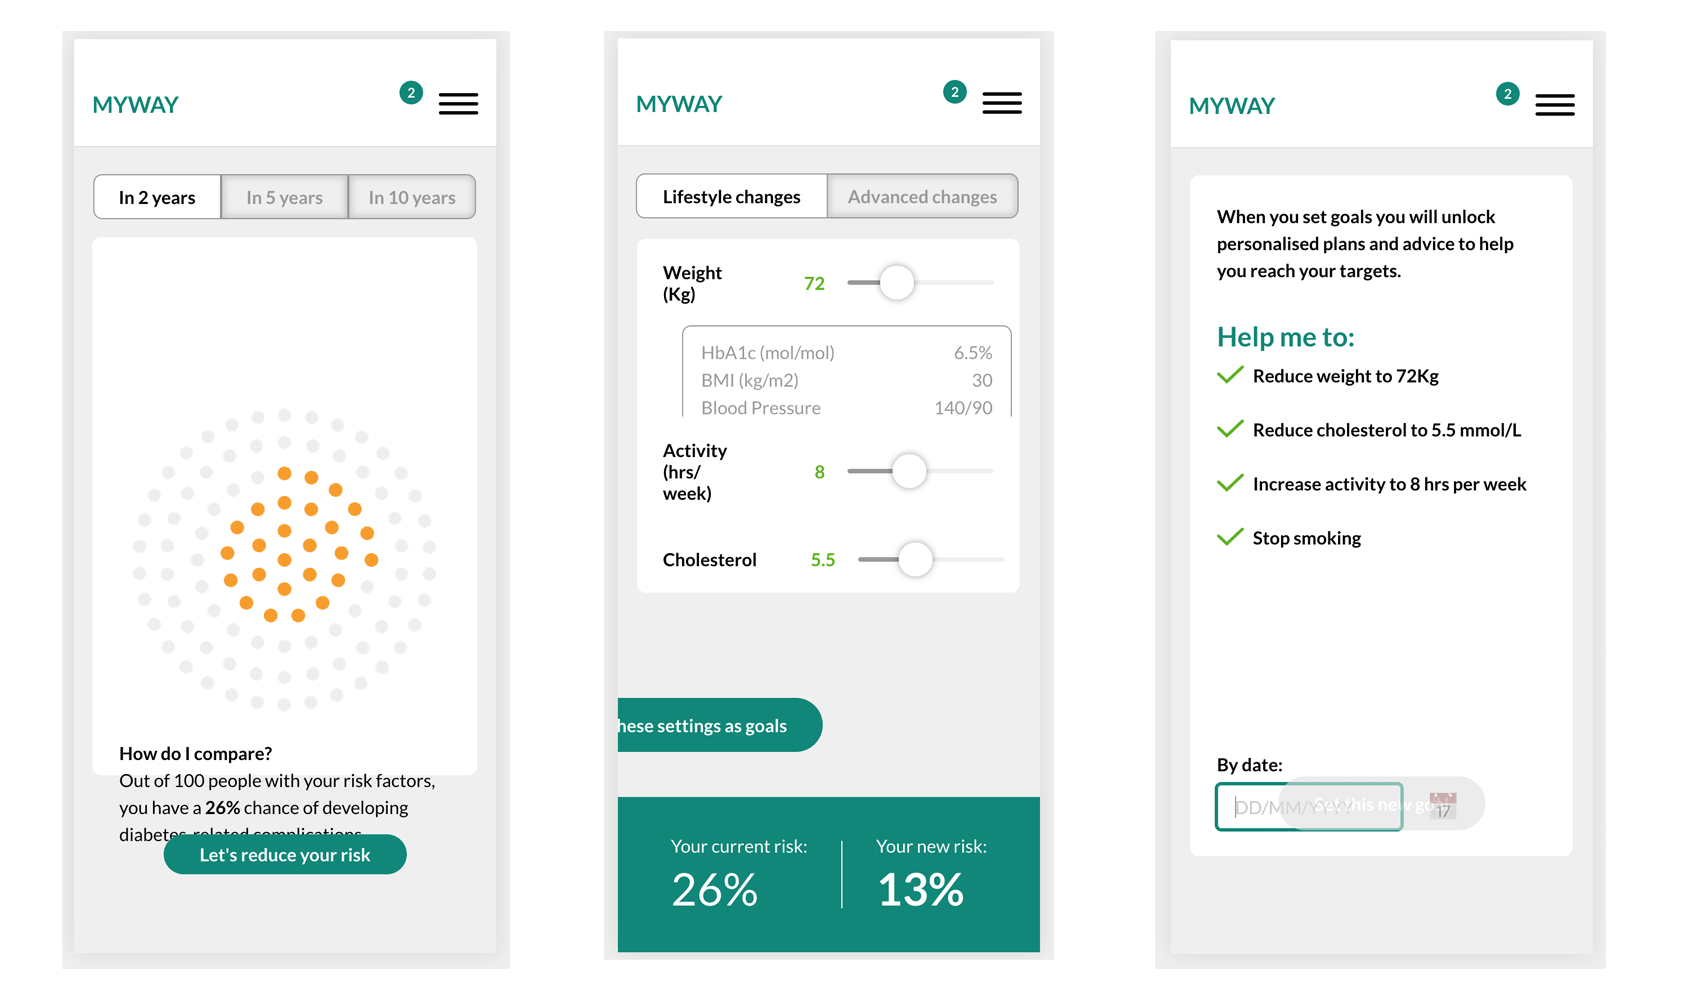 MYWAY
2
In 2 years
In 5 years
In 10 years
How do I compare?
Out of 100 people with your risk factors,
you have a 26% chance of developing
diabetes-related complications
Let's reduce your risk
MYWAY
2
Lifestyle changes
Advanced changes
Weight
(Kg)
72
HbA1c (mol/mol) 6.5%
BMI (kg/m2) 30
Blood Pressure 140/90
Activity
(hrs/
week)
8
Cholesterol 5.5
hese settings as goals
Your current risk:
26%
Your new risk:
13%
MYWAY
2
When you set goals you will unlock
personalised plans and advice to help
you reach your targets.
Help me to:
Reduce weight to 72Kg
Reduce cholesterol to 5.5 mmol/L
Increase activity to 8 hrs per week
Stop smoking
By date:
DD/MM/YYYY
Set this new goal
17